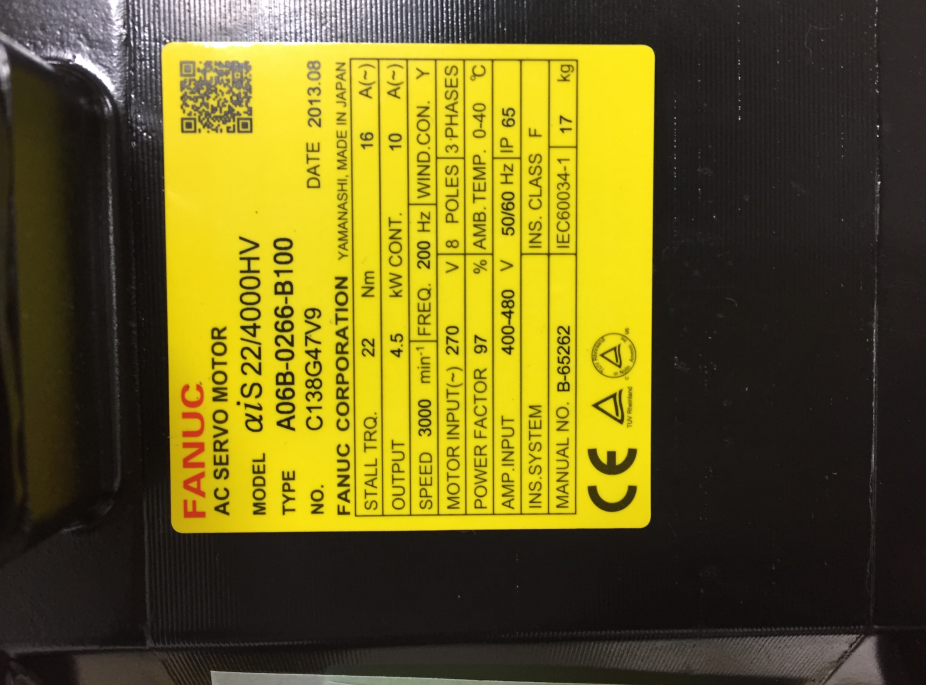 FANUC
AC SERVO MOTOR
MODEL αiS 22/4000HV
TYPE A06B-0266-B100
NO. C138G47V9 DATE 2013.08
FANUC CORPORATION YAMANASHI, MADE IN JAPAN
STALL TRQ. 22 Nm 16 A(~)
OUTPUT 4.5 kW CONT. 10 A(~)
SPEED 3000 min⁻¹ FREQ. 200 Hz WIND.CON. Y
MOTOR INPUT(~) 270 V 8 POLES 3 PHASES
POWER FACTOR 97 % AMB.TEMP. 0-40 °C
AMP.INPUT 400-480 V 50/60 Hz IP 65
INS.SYSTEM INS. CLASS F
MANUAL NO. B-65262 IEC60034-1 17 kg
CE
TÜV Rheinland